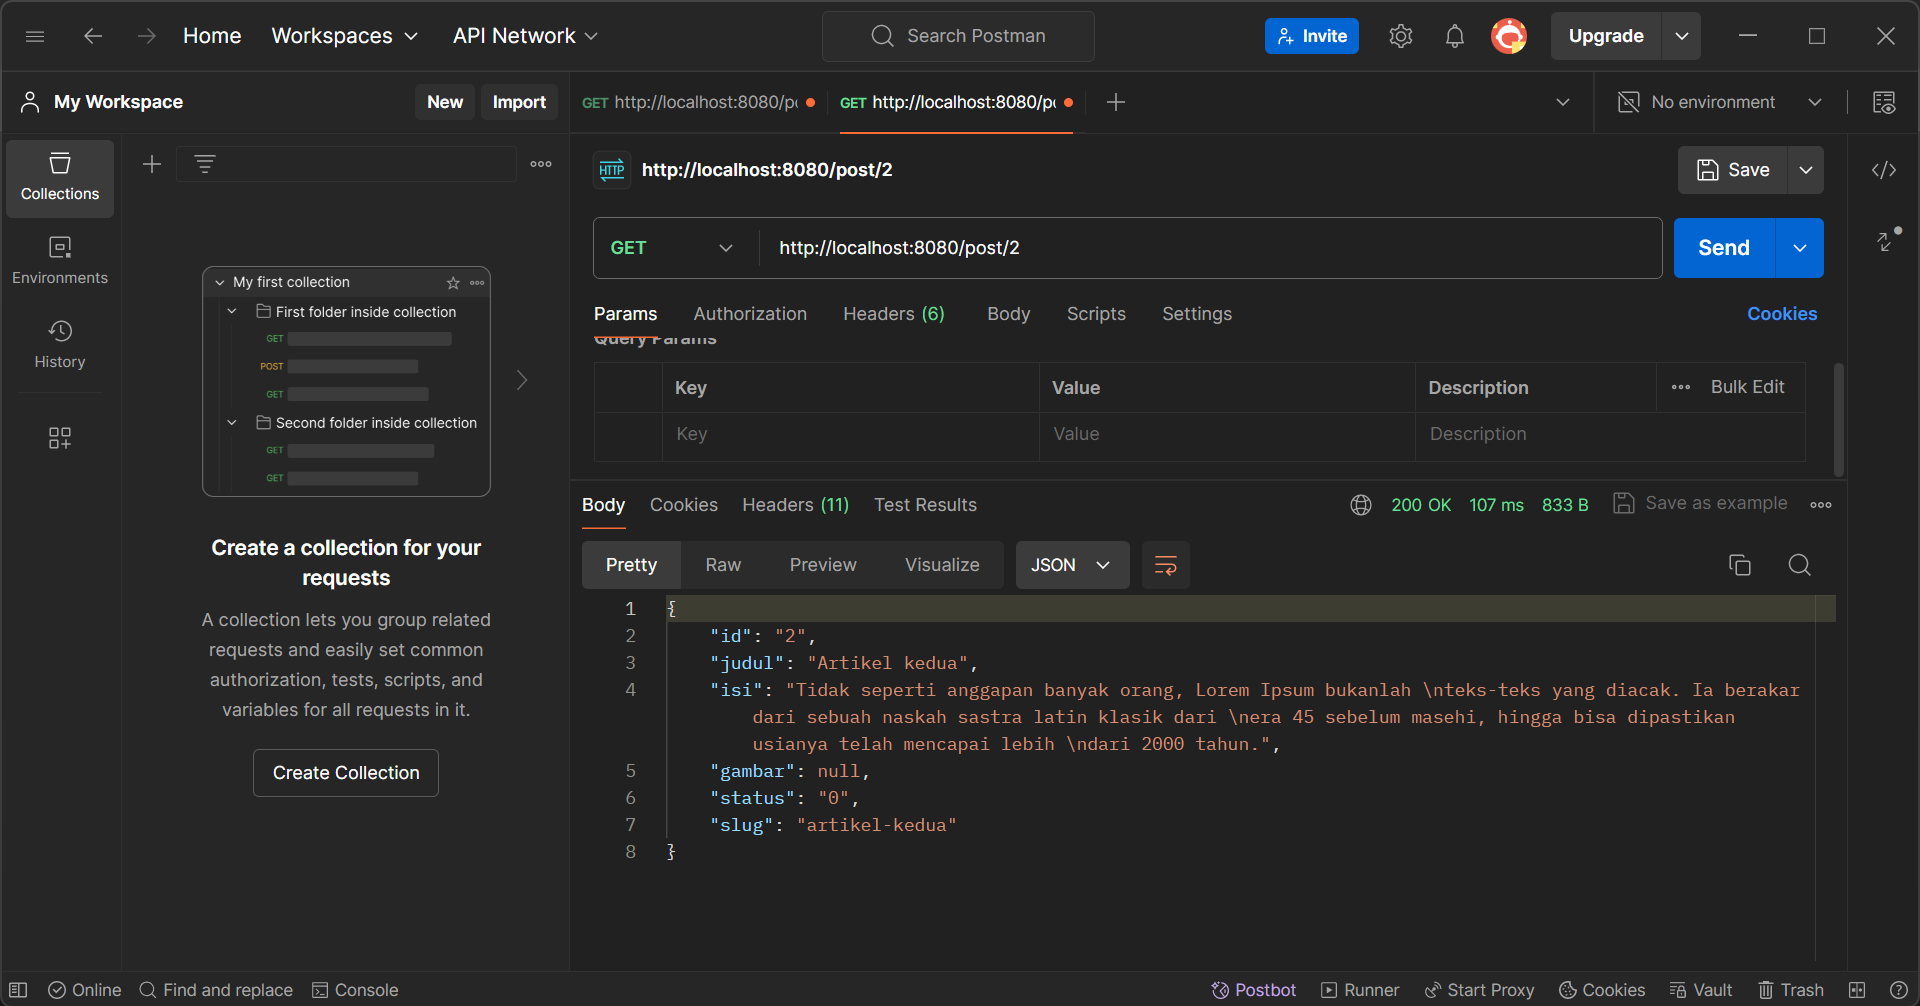 Home Workspaces API Network Search Postman Invite Upgrade
My Workspace New Import GET http://localhost:8080/p GET http://localhost:8080/p No environment
Collections
Environments
History
My first collection
First folder inside collection
GET
POST
GET
Second folder inside collection
GET
GET
Create a collection for your
requests
A collection lets you group related
requests and easily set common
authorization, tests, scripts, and
variables for all requests in it.
Create Collection
HTTP http://localhost:8080/post/2 Save
GET http://localhost:8080/post/2 Send
Params Authorization Headers (6) Body Scripts Settings Cookies
Query Params
Key Value Description Bulk Edit
Key Value Description
Body Cookies Headers (11) Test Results 200 OK 107 ms 833 B Save as example
Pretty Raw Preview Visualize JSON
1 {
2 "id": "2",
3 "judul": "Artikel kedua",
4 "isi": "Tidak seperti anggapan banyak orang, Lorem Ipsum bukanlah \nteks-teks yang diacak. Ia berakar
dari sebuah naskah sastra latin klasik dari \nera 45 sebelum masehi, hingga bisa dipastikan
usianya telah mencapai lebih \ndari 2000 tahun.",
5 "gambar": null,
6 "status": "0",
7 "slug": "artikel-kedua"
8 }
Online Find and replace Console Postbot Runner Start Proxy Cookies Vault Trash